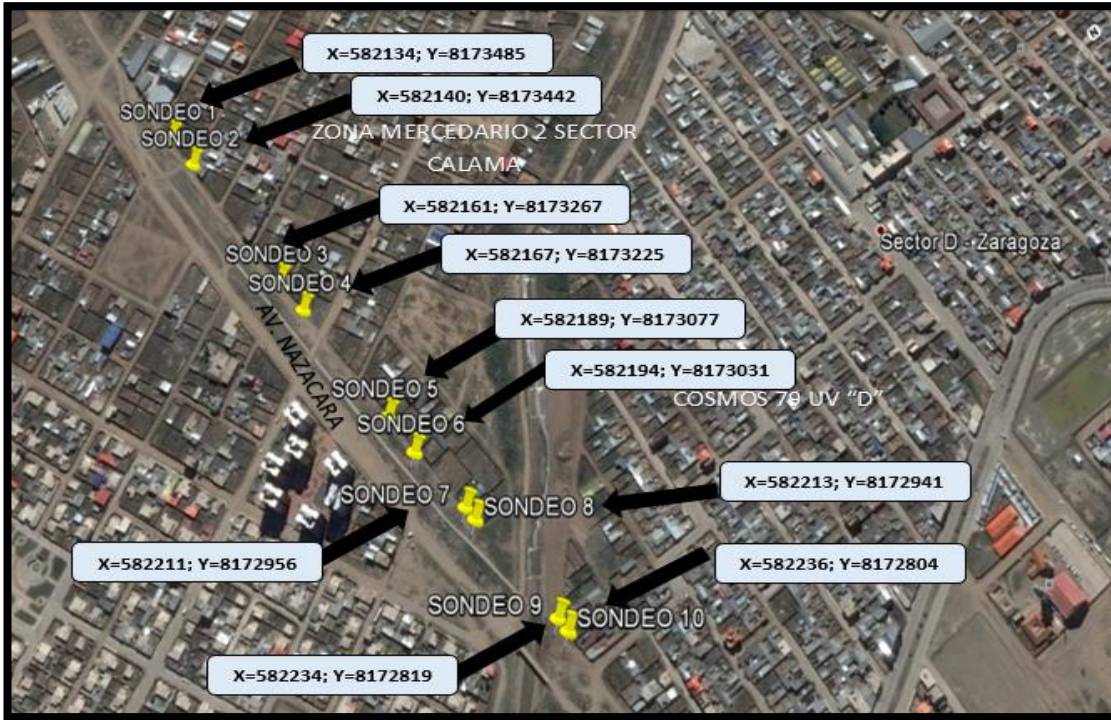 X=582134; Y=8173485
X=582140; Y=8173442
SONDEO 1
SONDEO 2
ZONA MERCEDARIO 2 SECTOR
CALAMA
X=582161; Y=8173267
X=582167; Y=8173225
Sector D - Zaragoza
SONDEO 3
SONDEO 4
X=582189; Y=8173077
AV NAZACARA
X=582194; Y=8173031
SONDEO 5
COSMOS 79 UV "D"
SONDEO 6
X=582213; Y=8172941
SONDEO 7
SONDEO 8
X=582211; Y=8172956
X=582236; Y=8172804
SONDEO 9
SONDEO 10
X=582234; Y=8172819
N